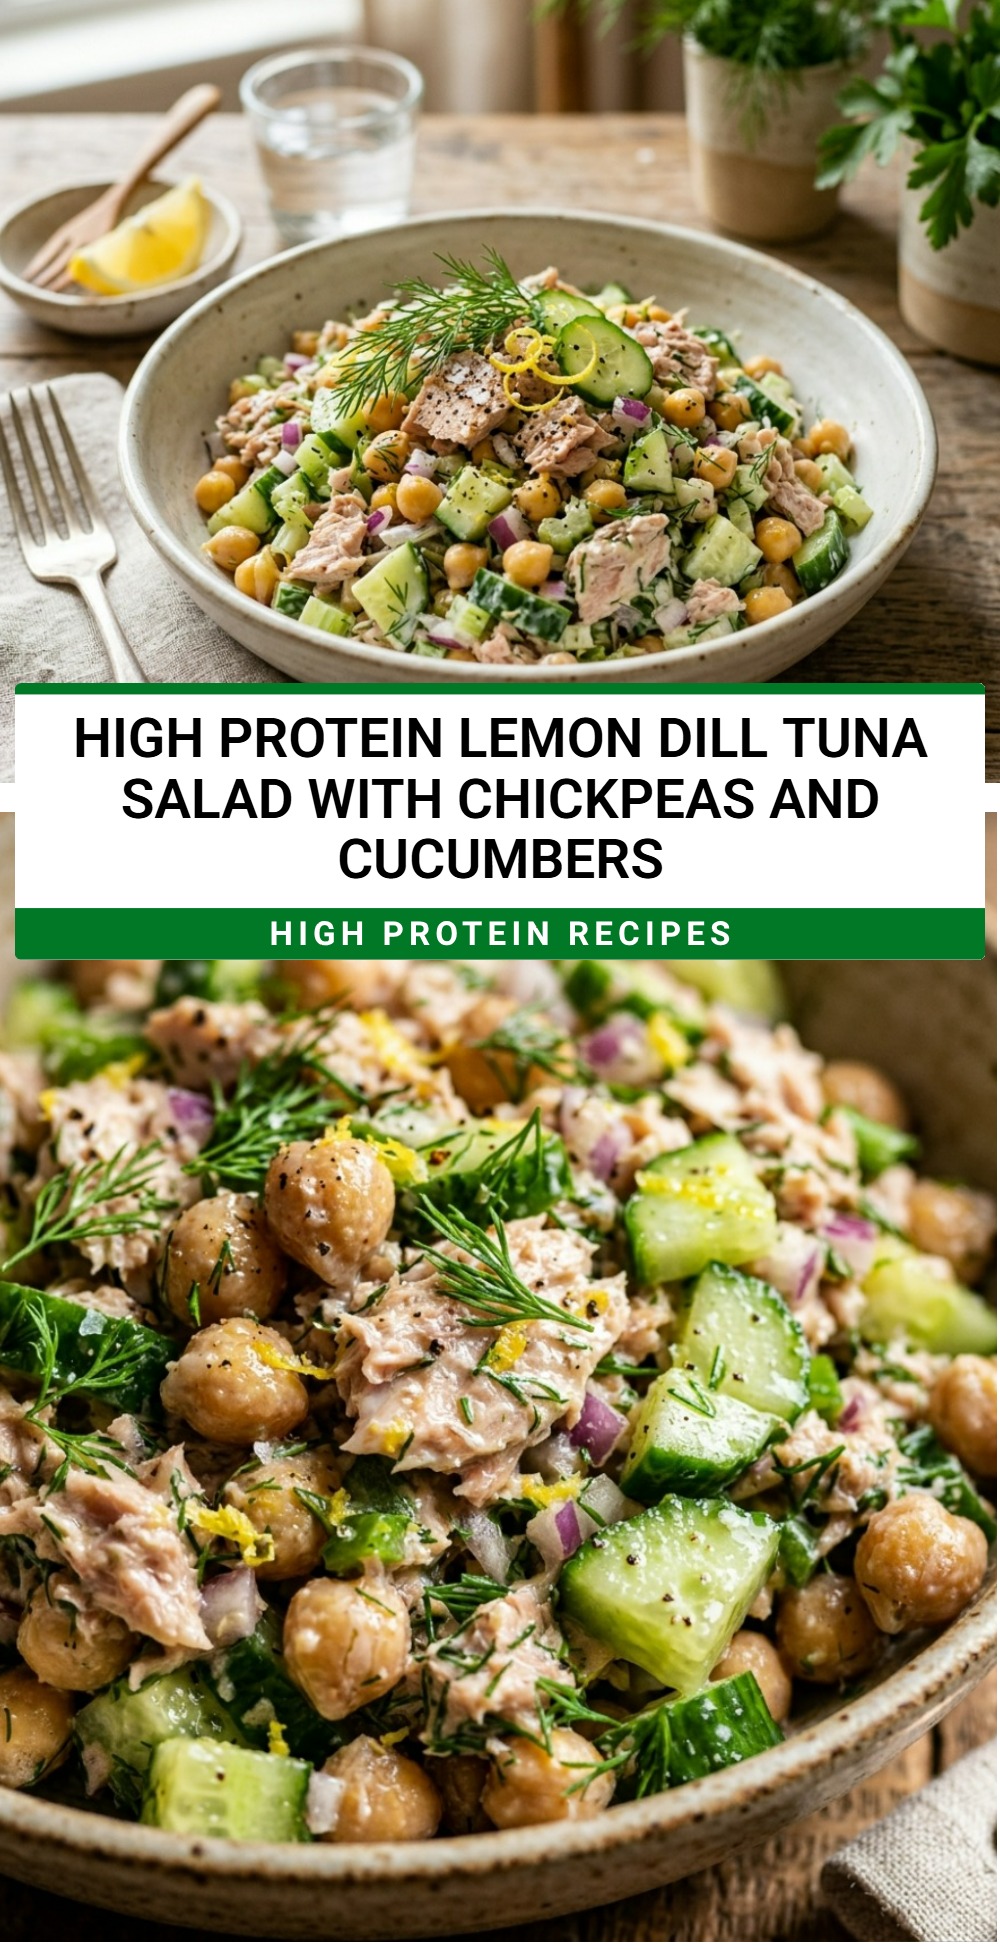 HIGH PROTEIN LEMON DILL TUNA
SALAD WITH CHICKPEAS AND
CUCUMBERS
HIGH PROTEIN RECIPES